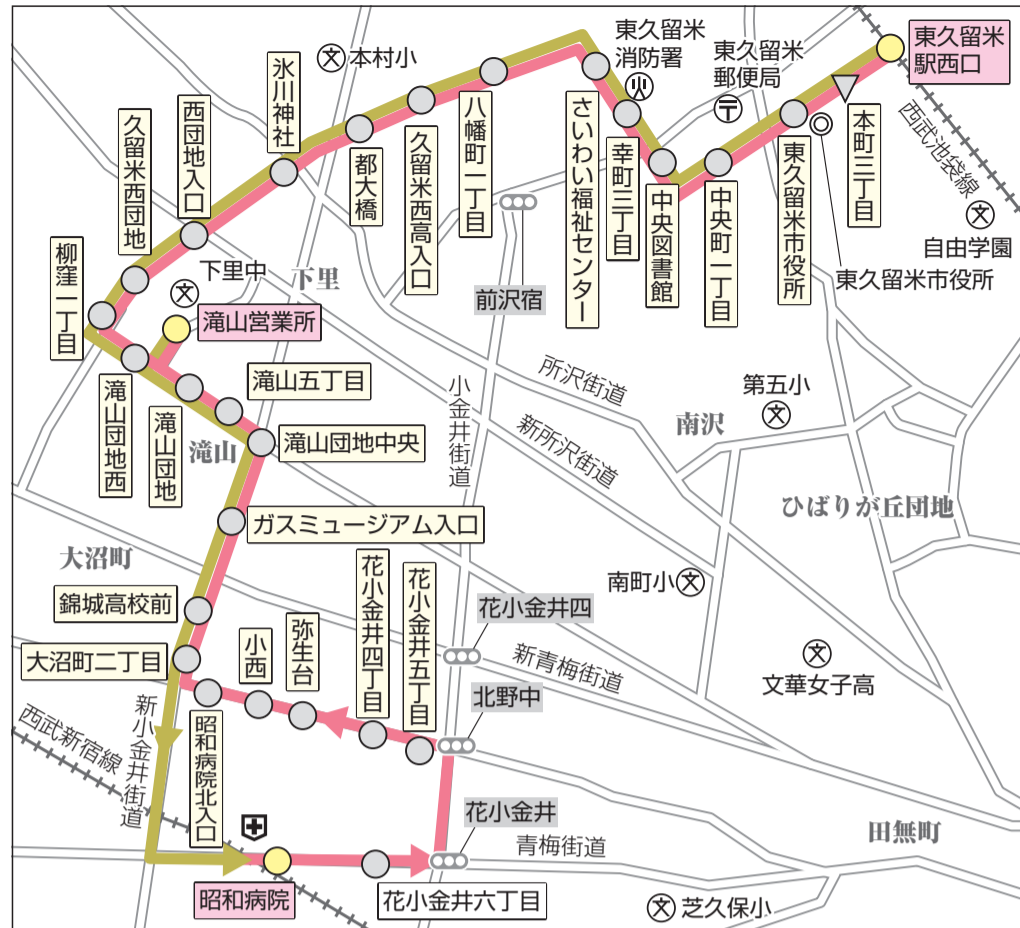 東久留米
駅西口
東久留米
消防署
東久留米
郵便局
文
本村小
氷川神社
西団地入口
久留米西団地
柳窪一丁目
都大橋
久留米西高入口
八幡町一丁目
さいわい福祉センター
幸町三丁目
中央図書館
中央町一丁目
東久留米市役所
本町三丁目
西武池袋線
文
自由学園
東久留米市役所
下里中
文
下里
前沢宿
滝山営業所
滝山五丁目
滝山団地西
滝山団地
滝山
滝山団地中央
小金井街道
所沢街道
新所沢街道
第五小
文
南沢
ひばりが丘団地
ガスミュージアム入口
大沼町
錦城高校前
大沼町二丁目
小西
弥生台
花小金井四丁目
花小金井五丁目
花小金井四
南町小
文
新青梅街道
文
文華女子高
北野中
新小金井街道
西武新宿線
昭和病院北入口
花小金井
青梅街道
田無町
昭和病院
花小金井六丁目
文
芝久保小